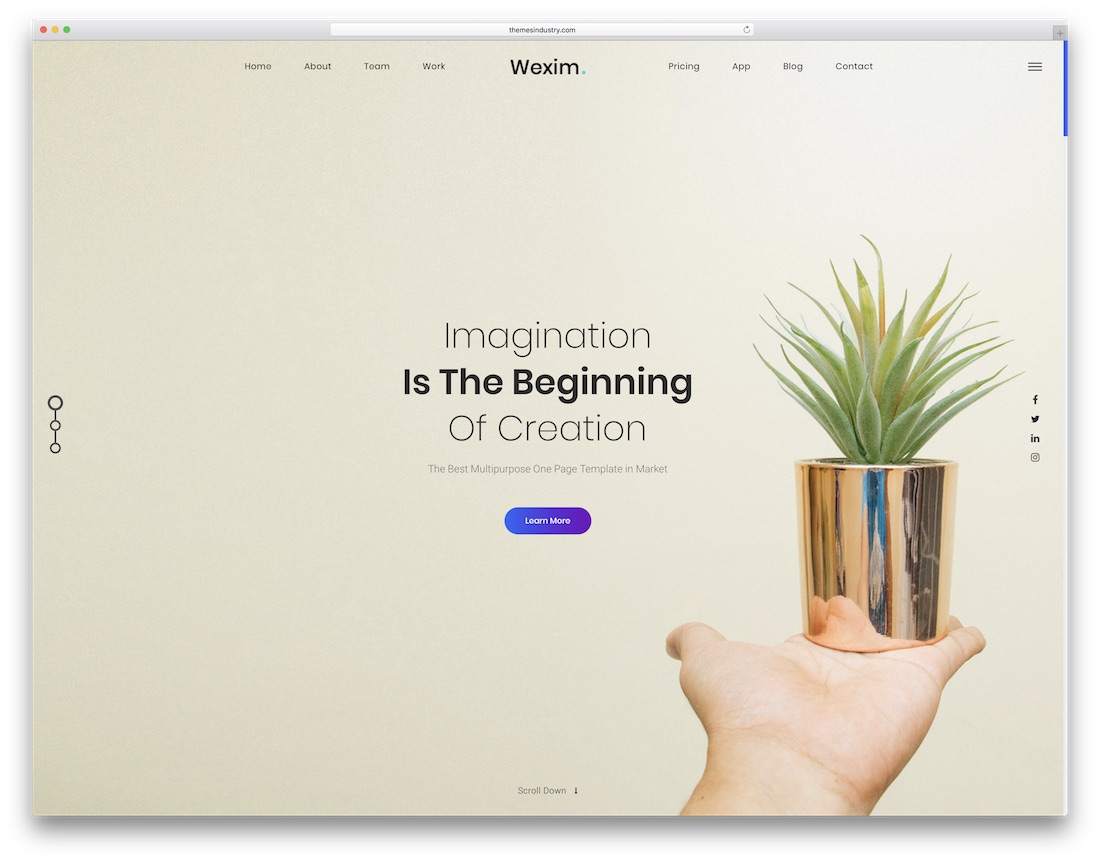 themesindustry.com
Home About Team Work Wexim. Pricing App Blog Contact
Imagination
Is The Beginning
Of Creation
The Best Multipurpose One Page Template in Market
Learn More
Scroll Down ↓